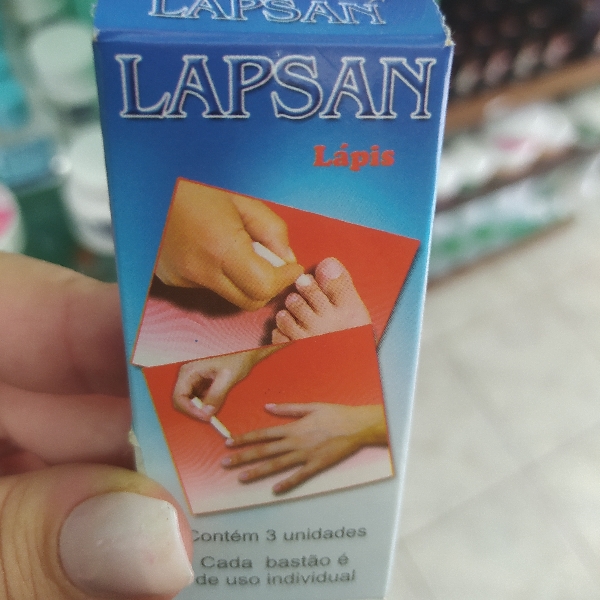 LAPSAN
LAPSAN
Lápis
Contém 3 unidades
Cada bastão é
de uso individual